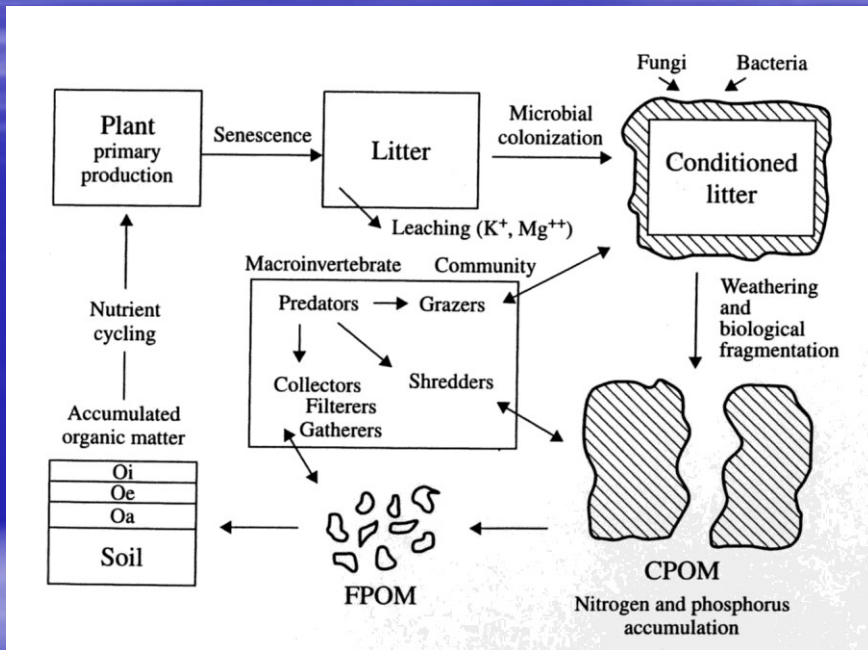 Fungi
Bacteria
Plant
primary
production
Senescence
Litter
Microbial
colonization
Conditioned
litter
Leaching (K⁺, Mg⁺⁺)
Macroinvertebrate Community
Predators
Grazers
Collectors
Filterers
Gatherers
Shredders
Weathering
and
biological
fragmentation
Nutrient
cycling
Accumulated
organic matter
Oi
Oe
Oa
Soil
FPOM
CPOM
Nitrogen and phosphorus
accumulation